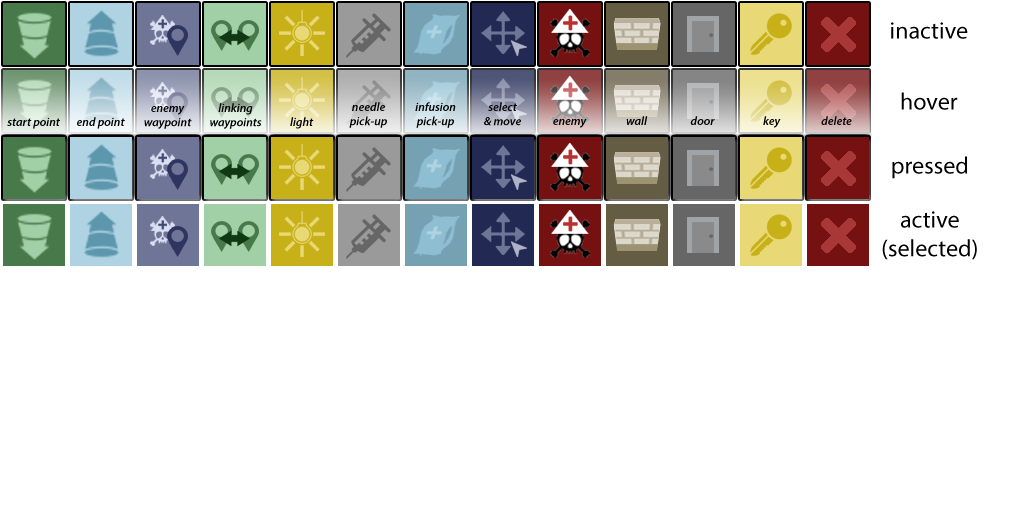 inactive
start point
end point
enemy
waypoint
linking
waypoints
light
needle
pick-up
infusion
pick-up
select
& move
enemy
wall
door
key
delete
hover
pressed
active
(selected)